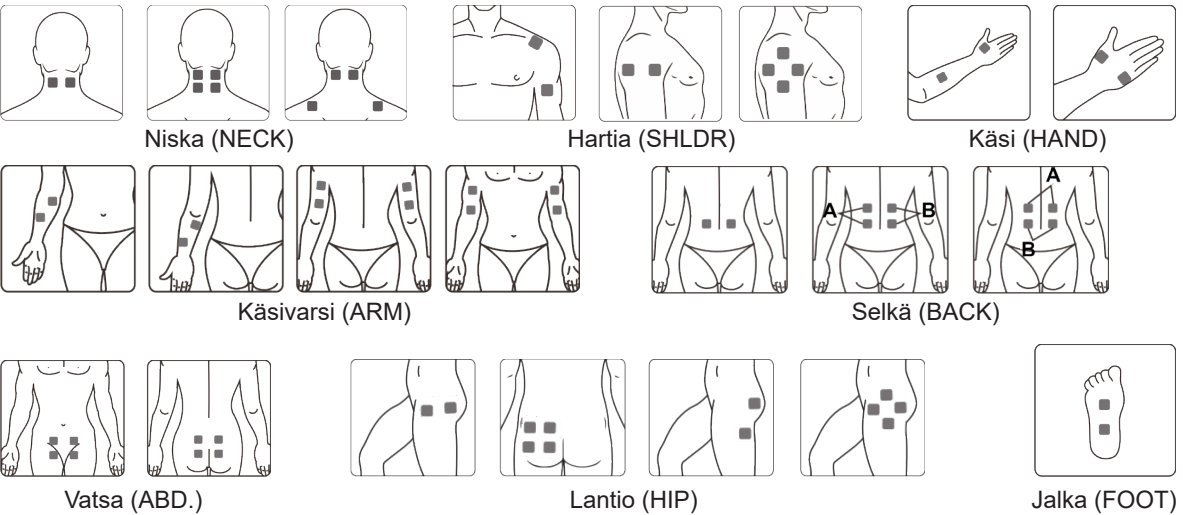 Niska (NECK)
Hartia (SHLDR)
Käsi (HAND)
A
A
B
B
Käsivarsi (ARM)
Selkä (BACK)
Vatsa (ABD.)
Lantio (HIP)
Jalka (FOOT)